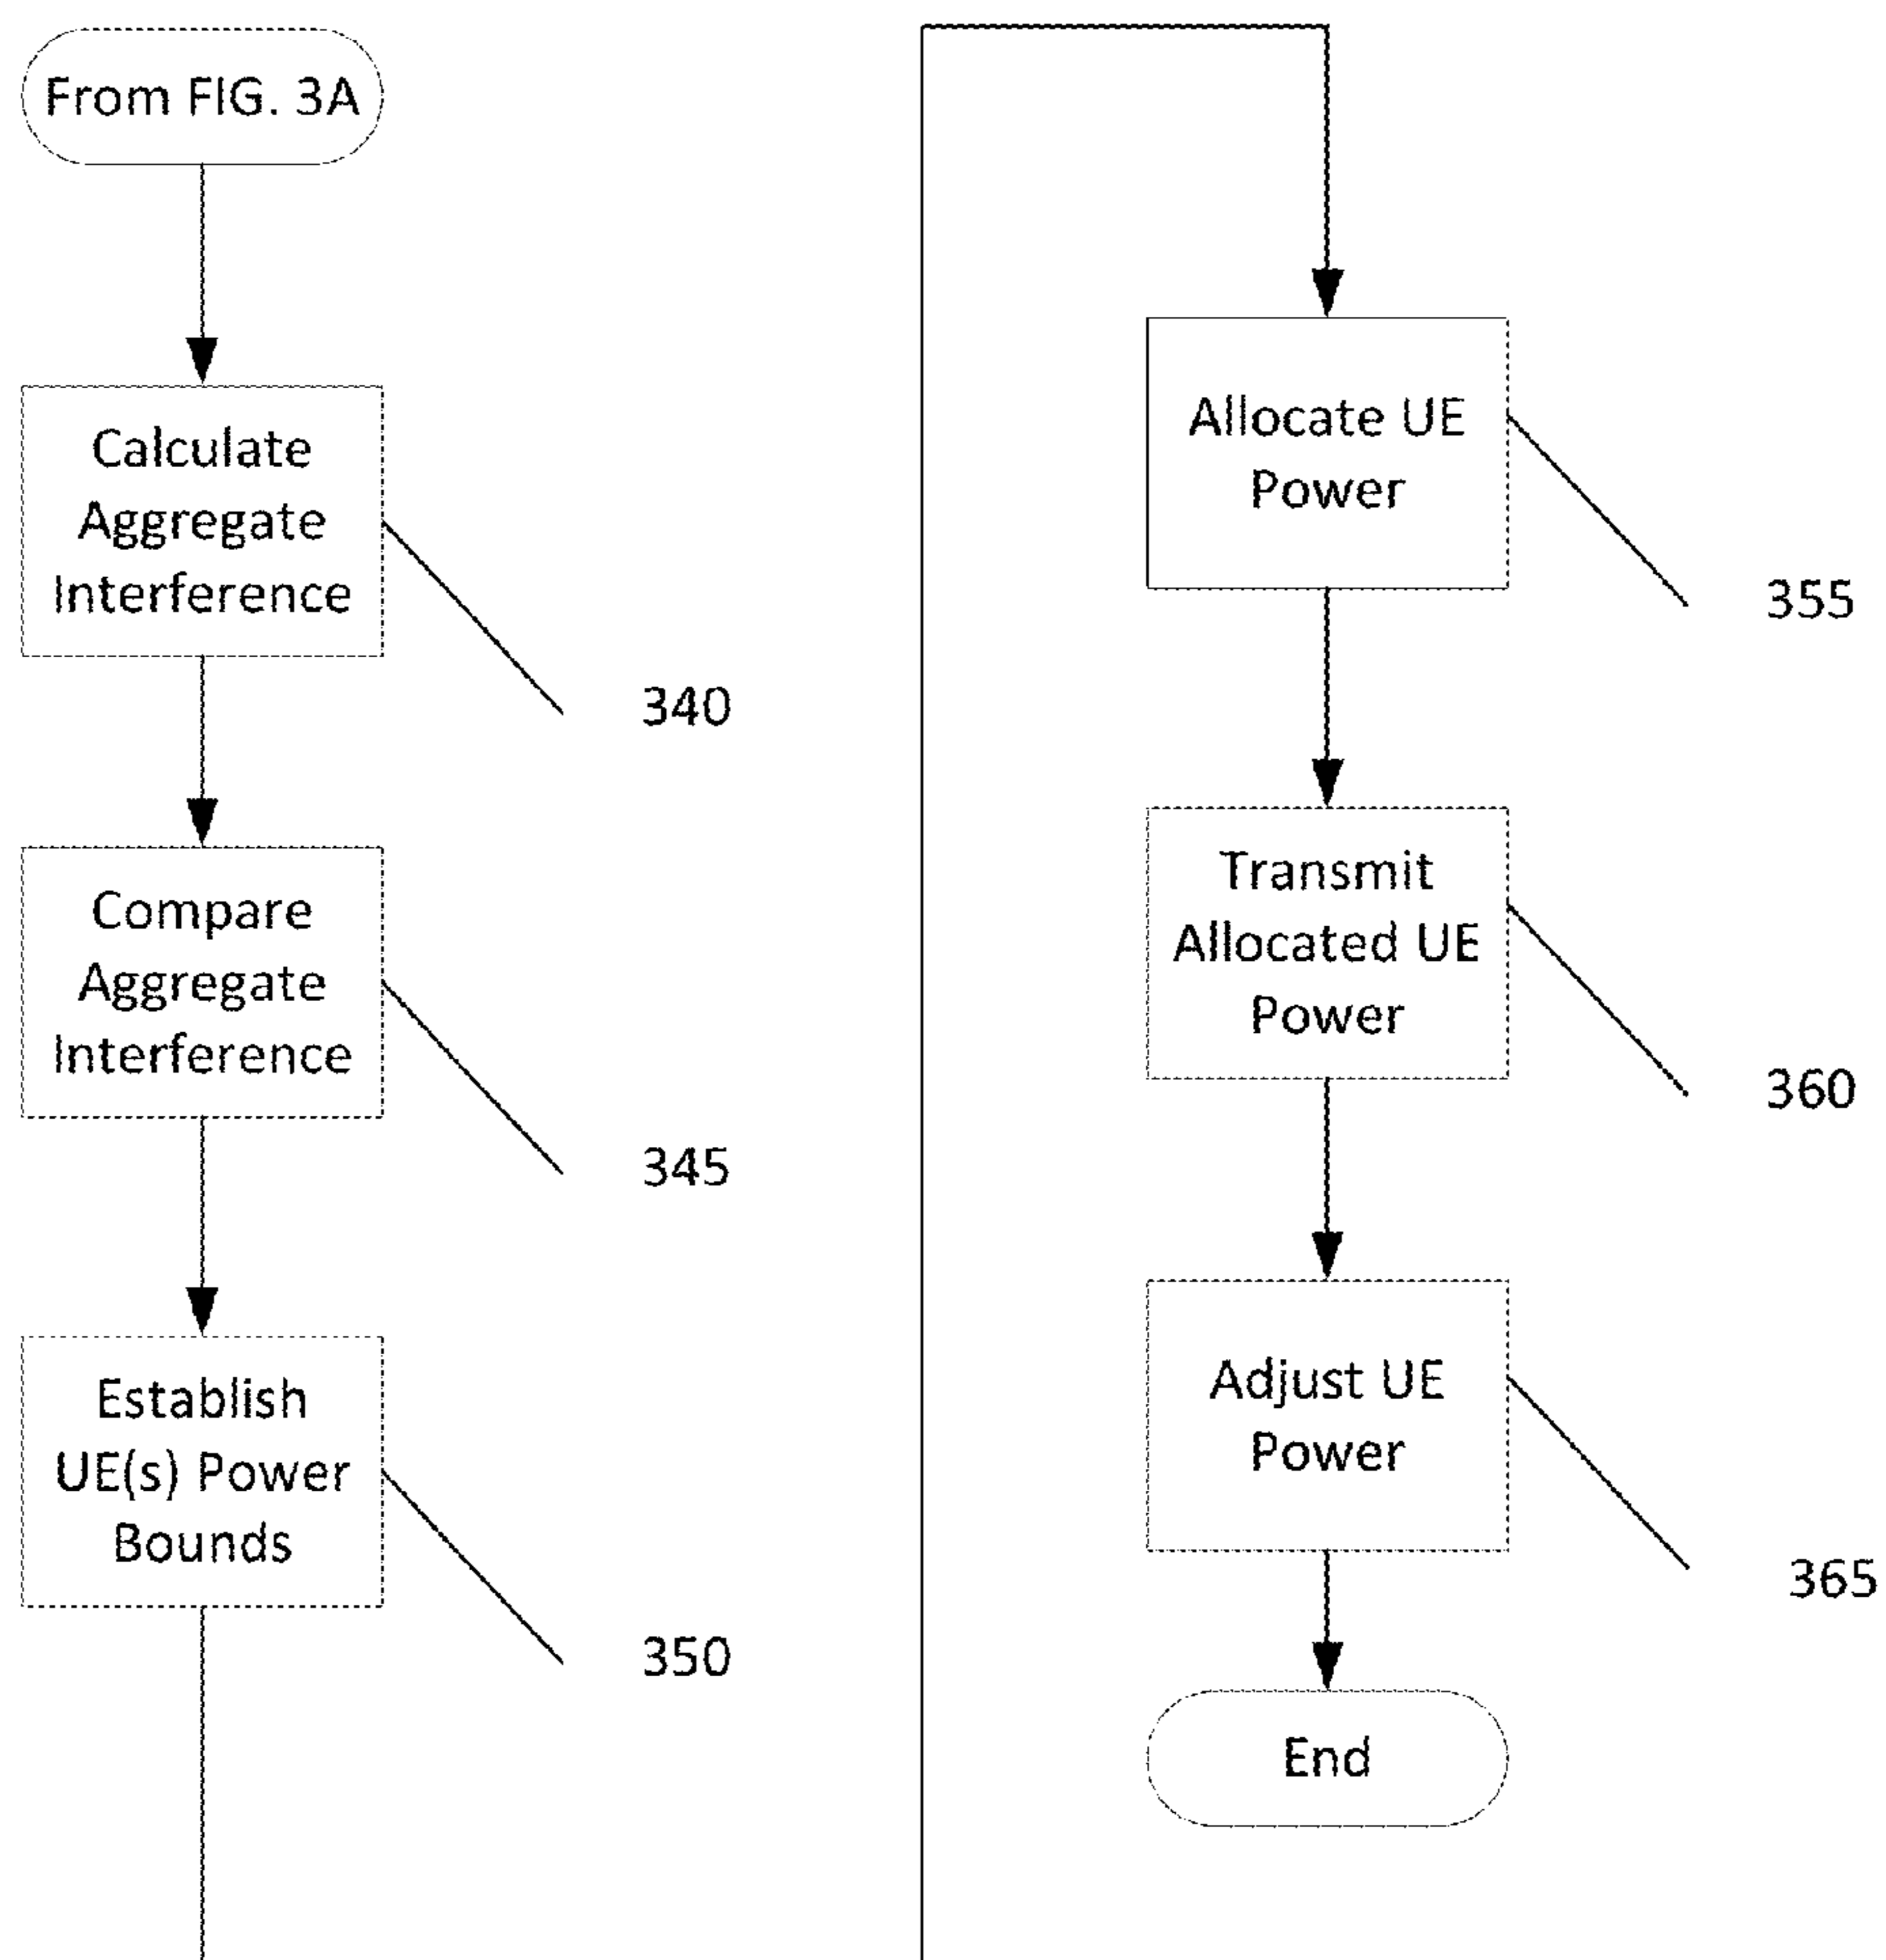 From FIG. 3A
Calculate
Aggregate
Interference
340
Compare
Aggregate
Interference
345
Establish
UE(s) Power
Bounds
350
Allocate UE
Power
355
Transmit
Allocated UE
Power
360
Adjust UE
Power
365
End